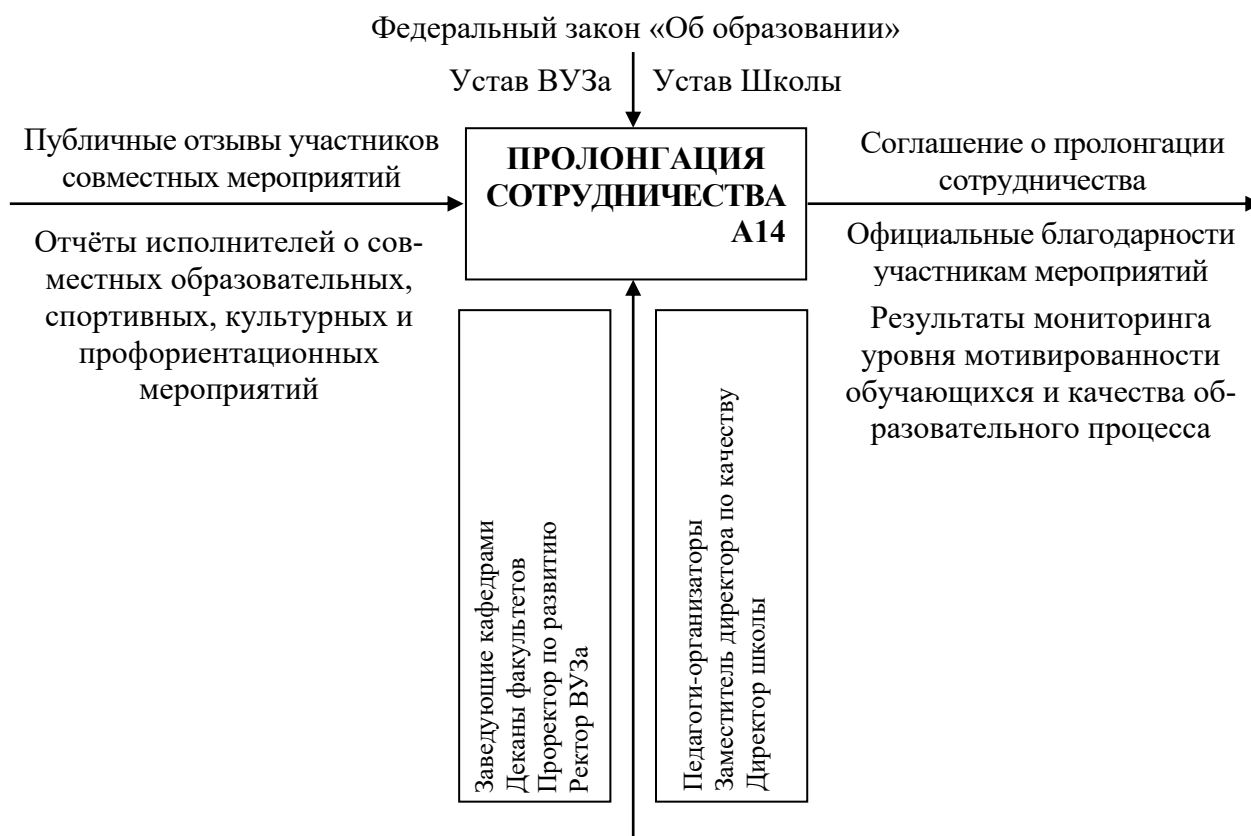 Федеральный закон «Об образовании»
Устав ВУЗа Устав Школы
Публичные отзывы участников
совместных мероприятий
Отчёты исполнителей о сов-
местных образовательных,
спортивных, культурных и
профориентационных
мероприятий
ПРОЛОНГАЦИЯ
СОТРУДНИЧЕСТВА
А14
Соглашение о пролонгации
сотрудничества
Официальные благодарности
участникам мероприятий
Результаты мониторинга
уровня мотивированности
обучающихся и качества об-
разовательного процесса
Заведующие кафедрами
Деканы факультетов
Проректор по развитию
Ректор ВУЗа
Педагоги-организаторы
Заместитель директора по качеству
Директор школы